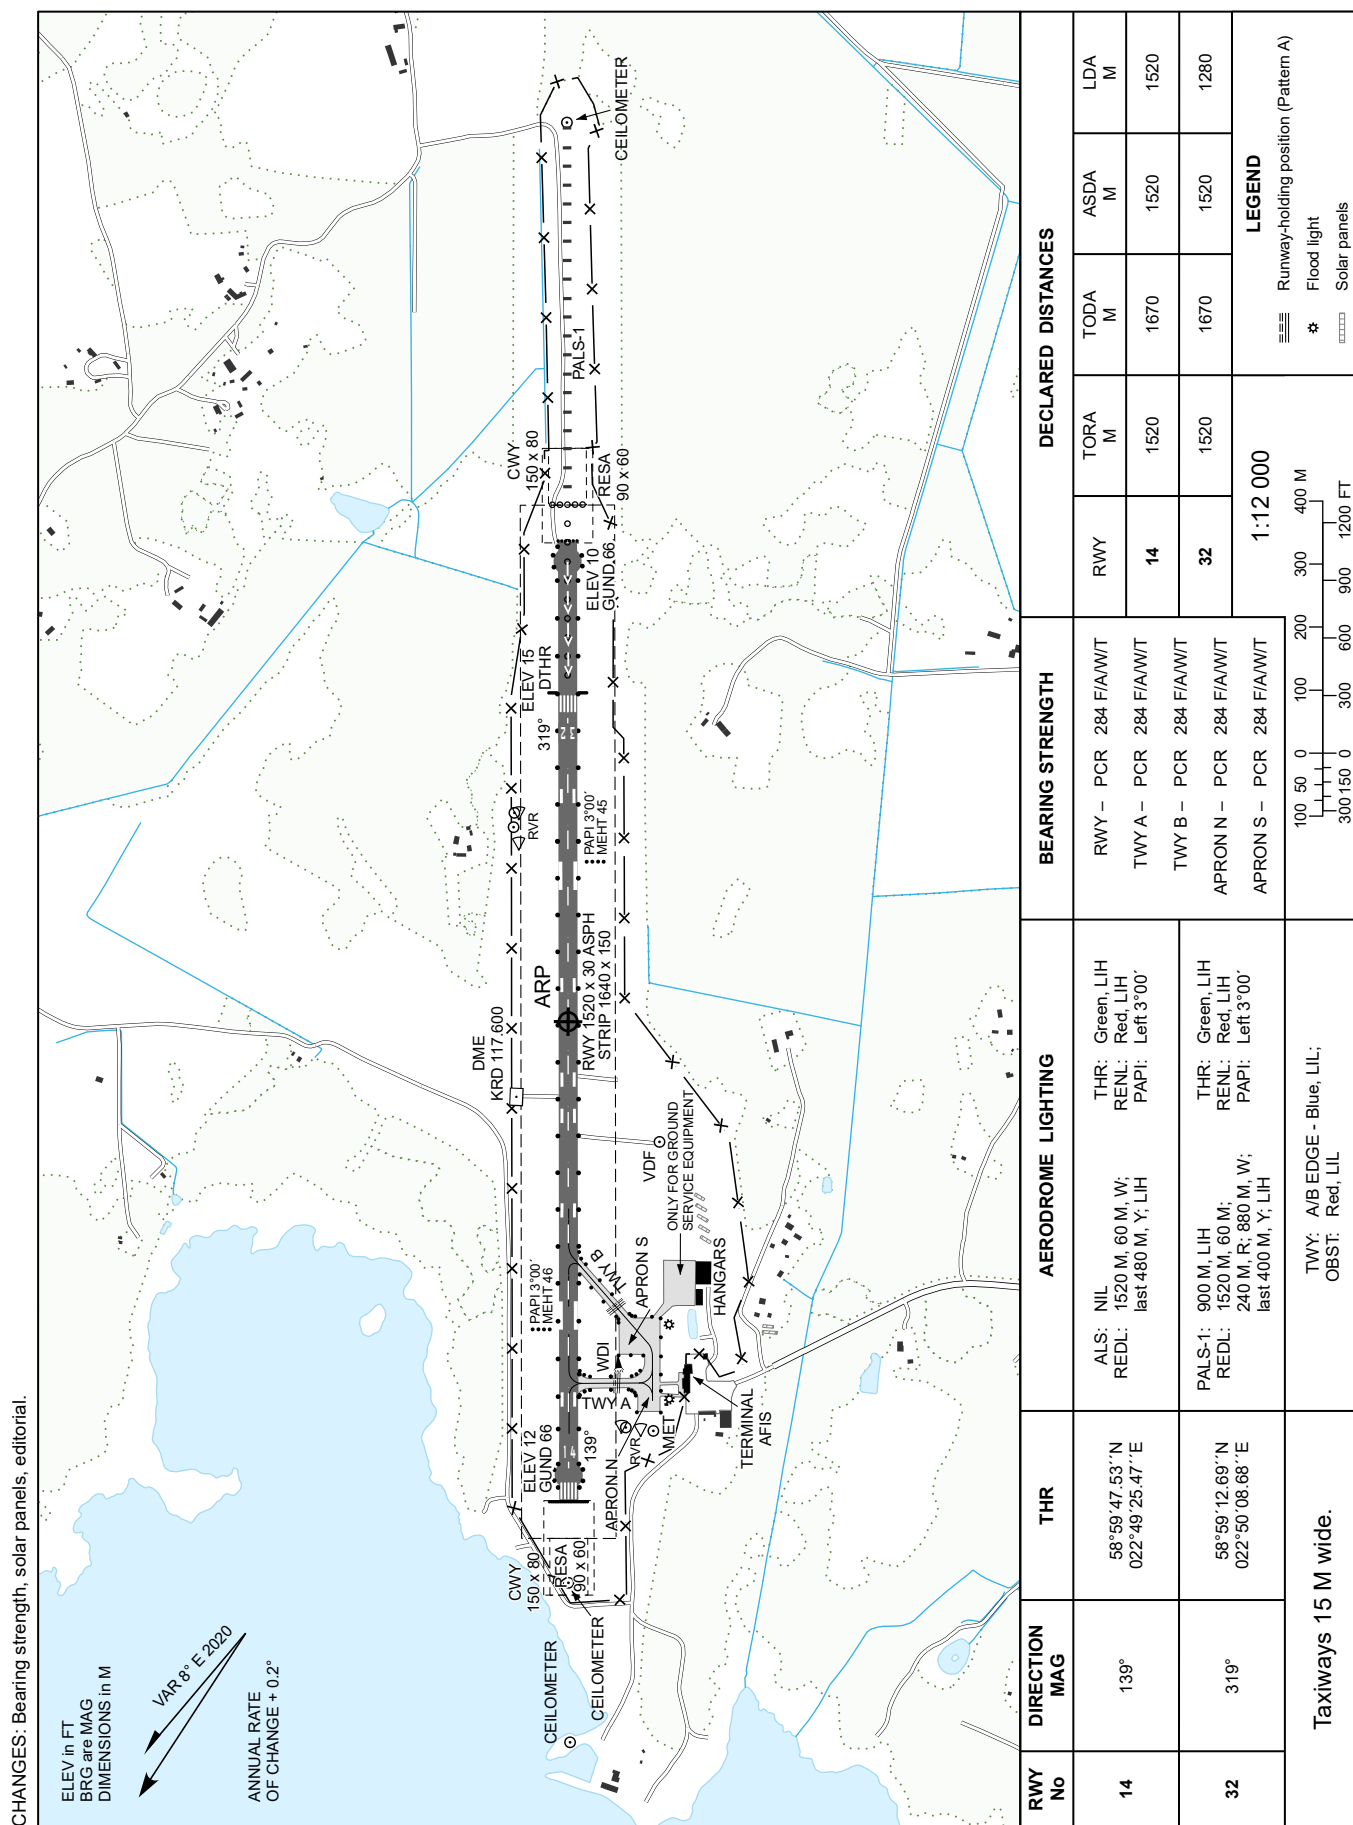 CHANGES: Bearing strength, solar panels, editorial.
ELEV in FT
BRG are MAG
DIMENSIONS in M
VAR 8° E 2020
ANNUAL RATE
OF CHANGE + 0.2°
CEILOMETER
CEILOMETER
CWY
150 x 80
RESA
90 x 60
ELEV 12
GUND 66
139°
14
APRON N
RVR
MET
TWY A
WDI
TERMINAL
AFIS
PAPI 3°00´
MEHT 46
TWY B
APRON S
HANGARS
ONLY FOR GROUND
SERVICE EQUIPMENT
VDF
DME
KRD 117.600
ARP
RWY 1520 x 30 ASPH
STRIP 1640 x 150
RVR
PAPI 3°00´
MEHT 45
319°
32
ELEV 15
DTHR
ELEV 10
GUND 66
CWY
150 x 80
RESA
90 x 60
PALS-1
CEILOMETER
RWY
No
DIRECTION
MAG
THR
AERODROME LIGHTING
BEARING STRENGTH
DECLARED DISTANCES
14
139°
58°59´47.53´´N
022°49´25.47´´E
ALS: NIL
REDL: 1520 M, 60 M, W;
last 480 M, Y; LIH
THR: Green, LIH
RENL: Red, LIH
PAPI: Left 3°00´
32
319°
58°59´12.69´´N
022°50´08.68´´E
PALS-1: 900 M, LIH
REDL: 1520 M, 60 M;
240 M, R; 880 M, W;
last 400 M, Y; LIH
THR: Green, LIH
RENL: Red, LIH
PAPI: Left 3°00´
Taxiways 15 M wide.
TWY: A/B EDGE - Blue, LIL;
OBST: Red, LIL
RWY – PCR 284 F/A/W/T
TWY A – PCR 284 F/A/W/T
TWY B – PCR 284 F/A/W/T
APRON N – PCR 284 F/A/W/T
APRON S – PCR 284 F/A/W/T
RWY TORA M TODA M ASDA M LDA M
14 1520 1670 1520 1520
32 1520 1670 1520 1280
1:12 000
100 50 0 100 200 300 400 M
300 150 0 300 600 900 1200 FT
LEGEND
Runway-holding position (Pattern A)
Flood light
Solar panels